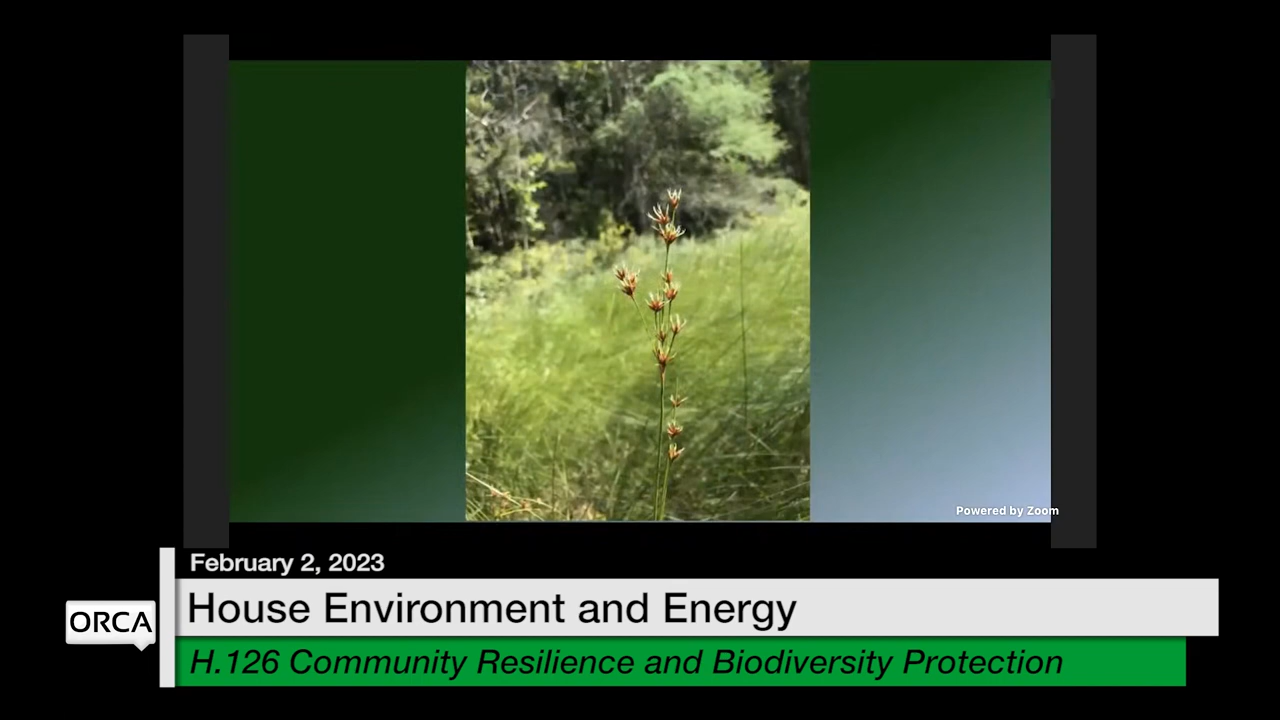 Powered by Zoom
February 2, 2023
House Environment and Energy
ORCA
H.126 Community Resilience and Biodiversity Protection